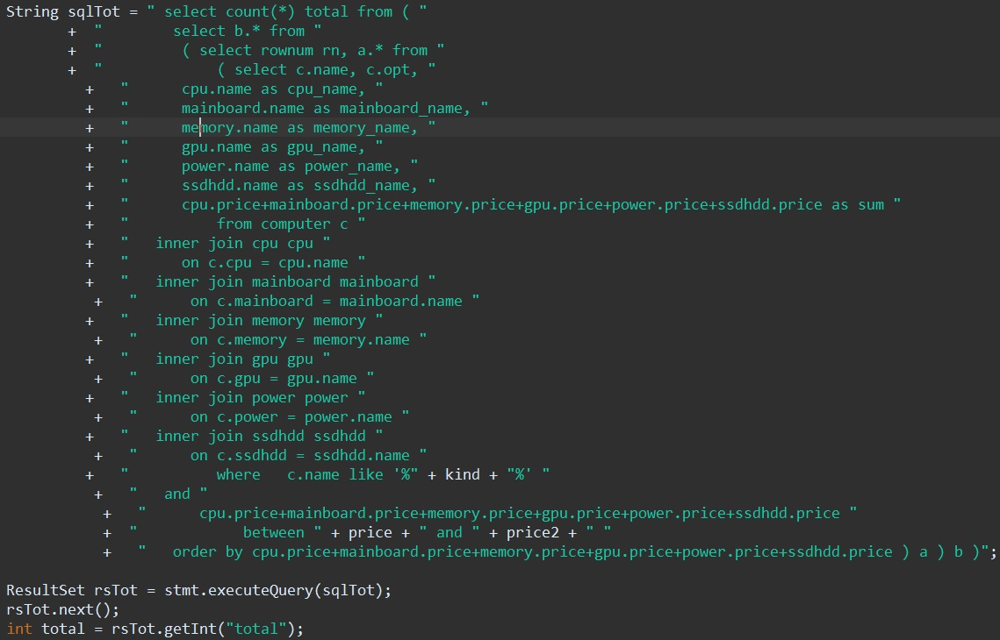 String sqlTot = " select count(*) total from ( "
+ "        select b.* from "
+ "         ( select rownum rn, a.* from "
+ "             ( select c.name, c.opt, "
+ "      cpu.name as cpu_name, "
+ "      mainboard.name as mainboard_name, "
+ "      memory.name as memory_name, "
+ "      gpu.name as gpu_name, "
+ "      power.name as power_name, "
+ "      ssdhdd.name as ssdhdd_name, "
+ "      cpu.price+mainboard.price+memory.price+gpu.price+power.price+ssdhdd.price as sum "
+ "          from computer c "
+ "   inner join cpu cpu "
+ "      on c.cpu = cpu.name "
+ "   inner join mainboard mainboard "
+ "      on c.mainboard = mainboard.name "
+ "   inner join memory memory "
+ "      on c.memory = memory.name "
+ "   inner join gpu gpu "
+ "      on c.gpu = gpu.name "
+ "   inner join power power "
+ "      on c.power = power.name "
+ "   inner join ssdhdd ssdhdd "
+ "      on c.ssdhdd = ssdhdd.name "
+ "          where   c.name like '%" + kind + "%' "
+ "   and "
+ "      cpu.price+mainboard.price+memory.price+gpu.price+power.price+ssdhdd.price "
+ "            between " + price + " and " + price2 + " "
+ "   order by cpu.price+mainboard.price+memory.price+gpu.price+power.price+ssdhdd.price ) a ) b )";
ResultSet rsTot = stmt.executeQuery(sqlTot);
rsTot.next();
int total = rsTot.getInt("total");